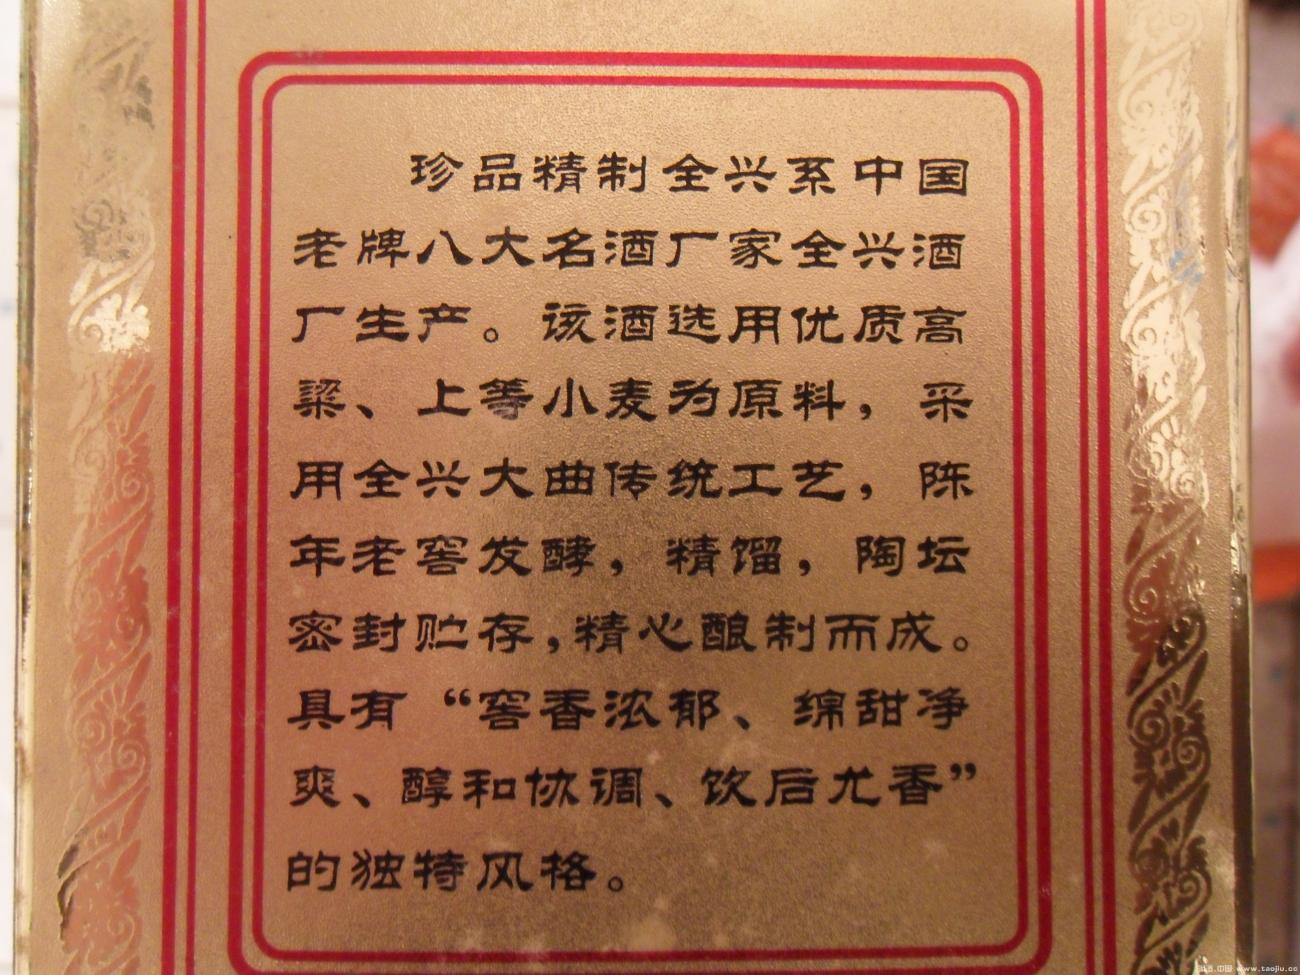 珍品精制全兴系中国
老牌八大名酒厂家全兴酒
厂生产。该酒选用优质高
粱、上等小麦为原料，采
用全兴大曲传统工艺，陈
年老窖发酵，精馏，陶坛
密封贮存，精心酿制而成。
具有“窖香浓郁、绵甜净
爽、醇和协调、饮后尤香”
的独特风格。
www.taojiu.cc